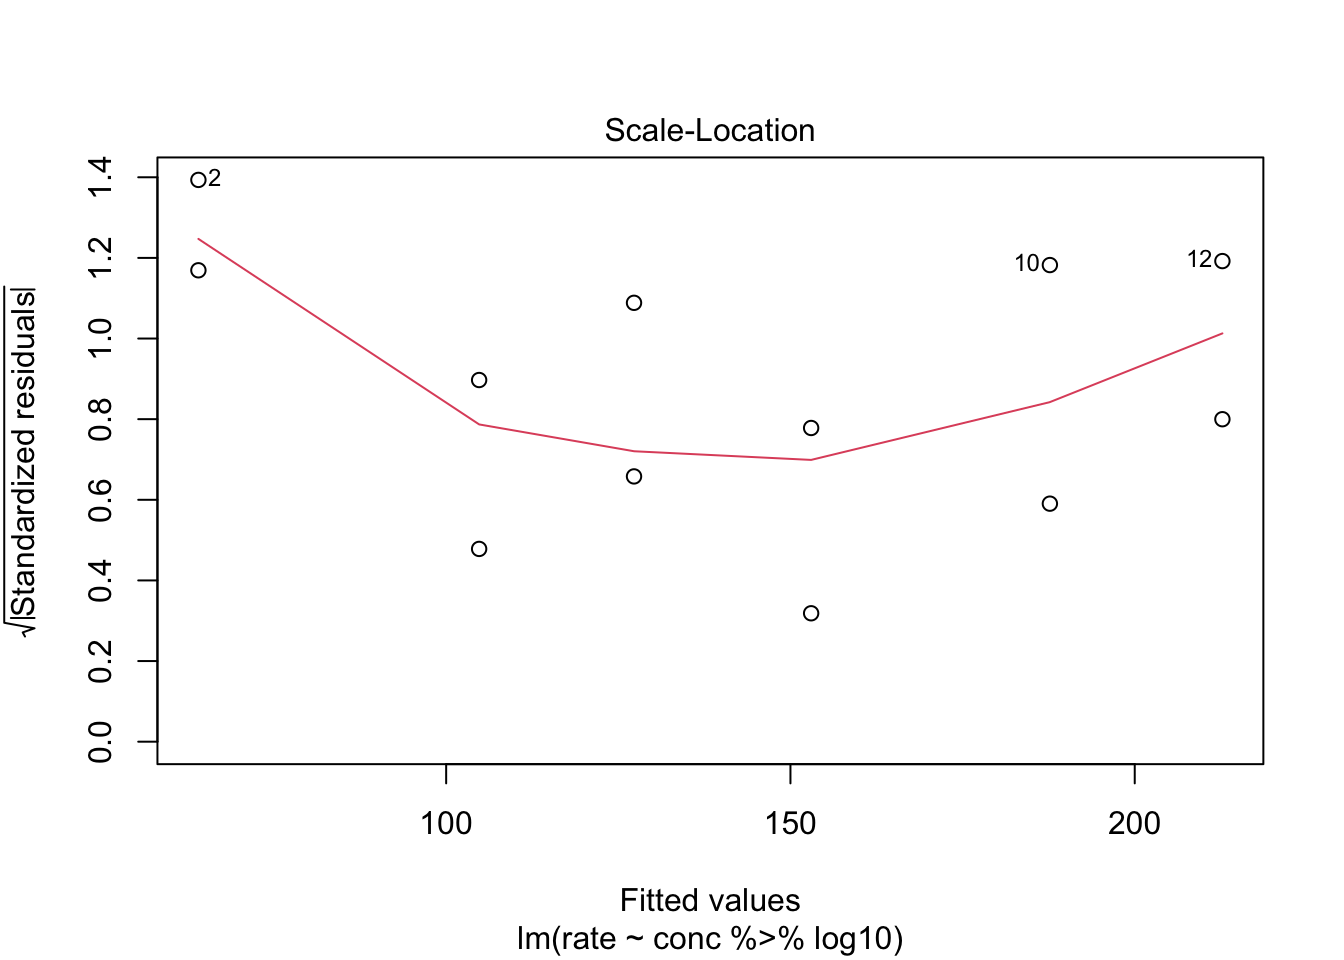 Scale-Location
√|Standardized residuals|
1.4
1.2
1.0
0.8
0.6
0.4
0.2
0.0
2
10
12
100 150 200
Fitted values
lm(rate ~ conc %>% log10)